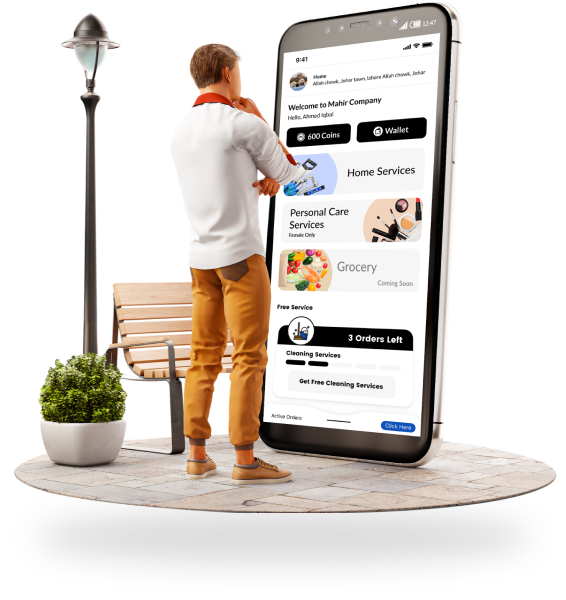 12:47
9:41
Home
Allah chowk, Johar town, lahore Allah chowk, Johar
Welcome to Mahir Company
Hello, Ahmed Iqbal
600 Coins
Wallet
Home Services
Personal Care
Services
Female Only
Grocery
Coming Soon
Free Service
3 Orders Left
Cleaning Services
Get Free Cleaning Services
Active Orders
Click Here